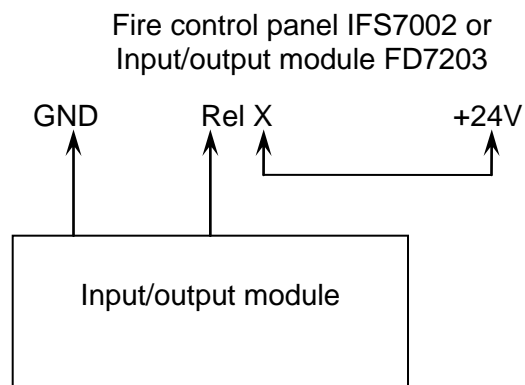 Fire control panel IFS7002 or
Input/output module FD7203
GND Rel X +24V
Input/output module